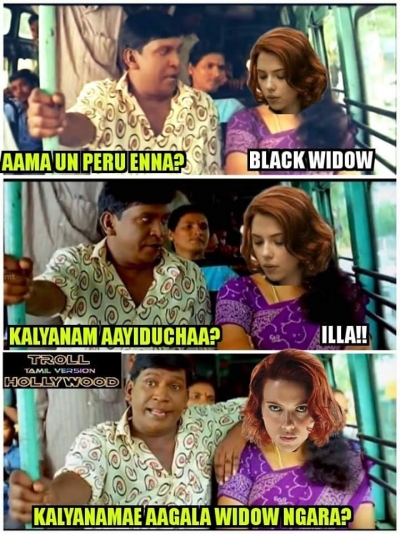 AAMA UN PERU ENNA?
BLACK WIDOW
KALYANAM AAYIDUCHAA?
ILLA!!
TROLL
TAMIL VERSION
HOLLYWOOD
KALYANAMAE AAGALA WIDOW NGARA?